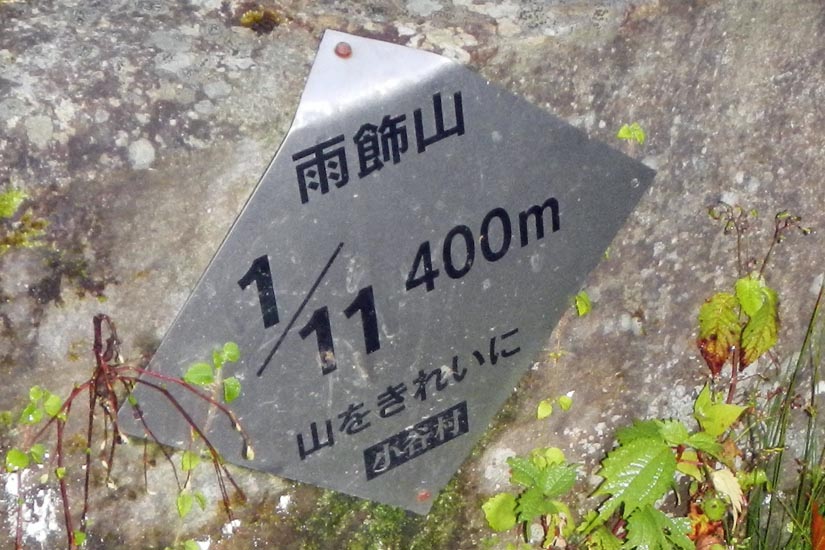 雨飾山
1/11 400m
山をきれいに
小谷村